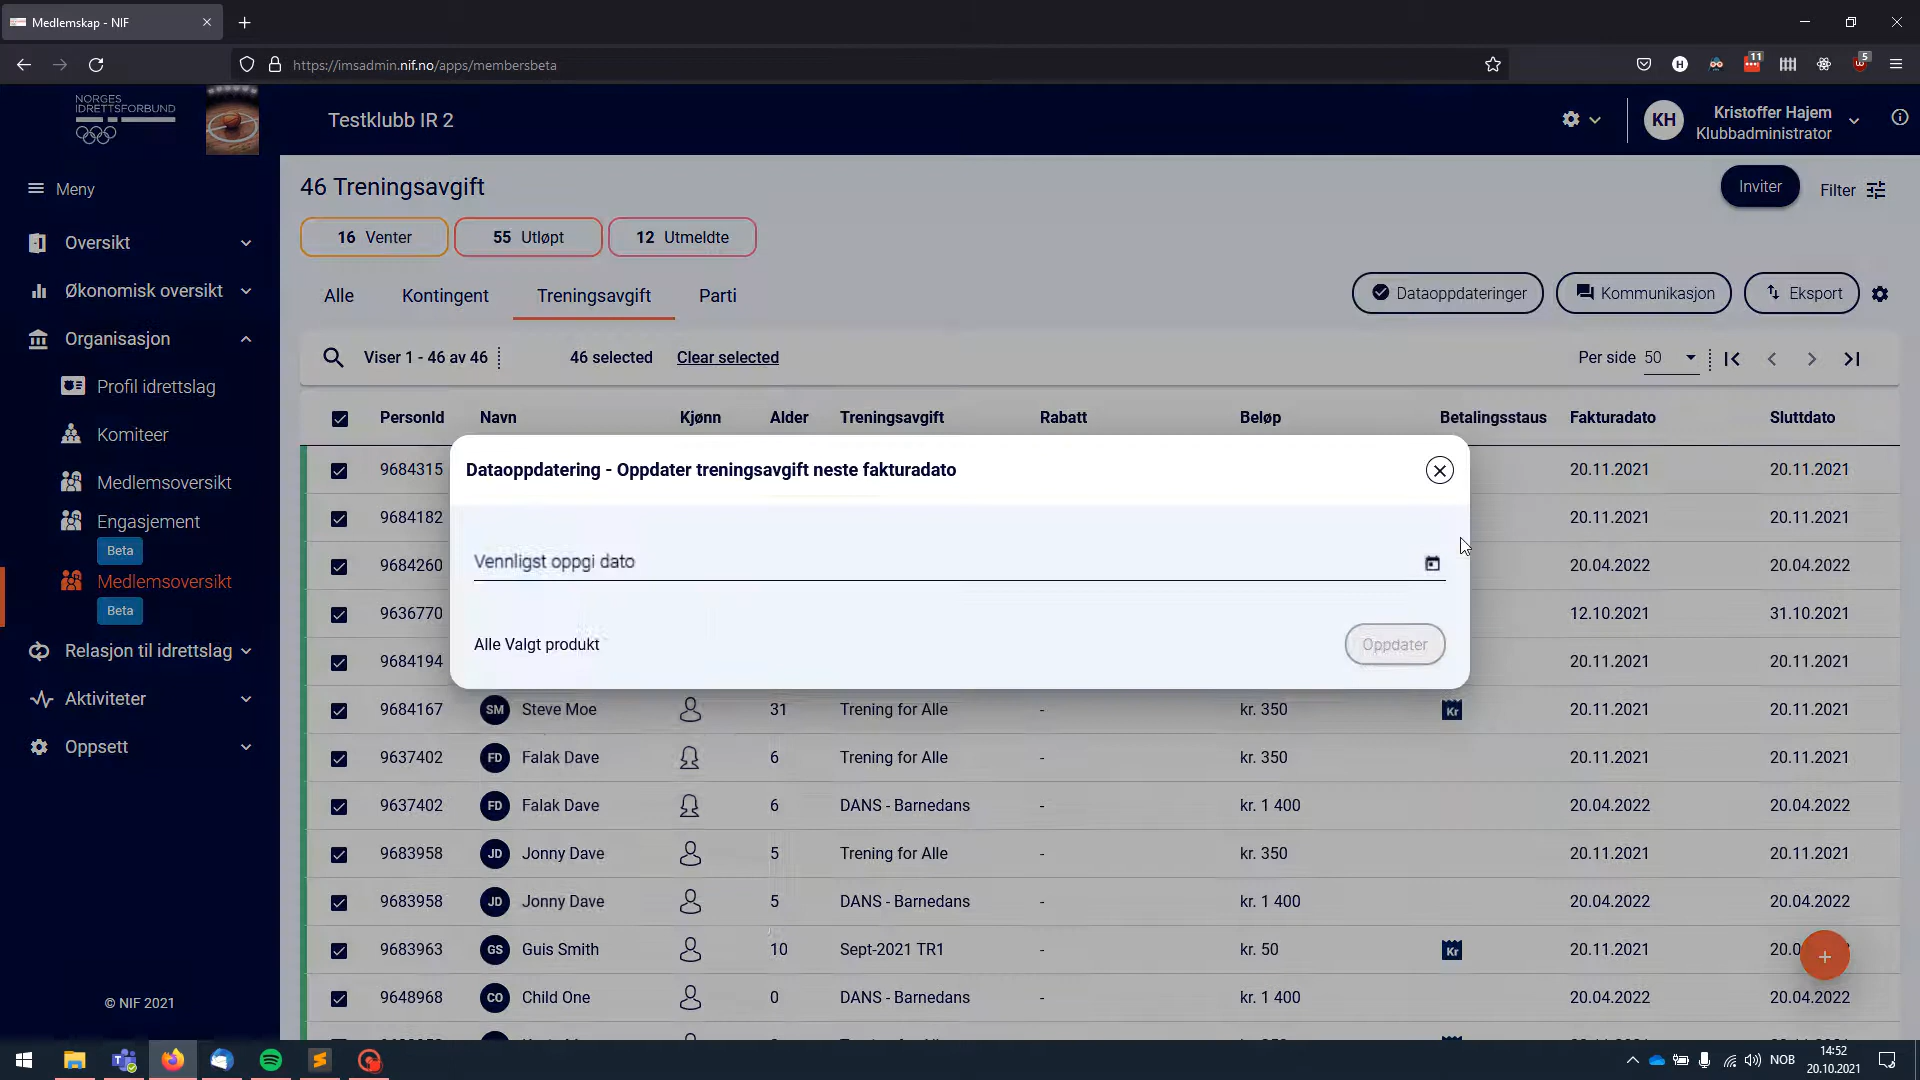 Medlemskap - NIF
https://imsadmin.nif.no/apps/membersbeta
11
5
NORGES
IDRETTSFORBUND
Testklubb IR 2
KH
Kristoffer Hajem
Klubbadministrator
Meny
Oversikt
Økonomisk oversikt
Organisasjon
Profil idrettslag
Komiteer
Medlemsoversikt
Engasjement
Beta
Medlemsoversikt
Beta
Relasjon til idrettslag
Aktiviteter
Oppsett
© NIF 2021
46 Treningsavgift
Inviter
Filter
16 Venter
55 Utløpt
12 Utmeldte
Alle
Kontingent
Treningsavgift
Parti
Dataoppdateringer
Kommunikasjon
Eksport
Viser 1 - 46 av 46
46 selected
Clear selected
Per side 50
PersonId Navn Kjønn Alder Treningsavgift Rabatt Beløp Betalingsstaus Fakturadato Sluttdato
9684315 20.11.2021 20.11.2021
9684182 20.11.2021 20.11.2021
9684260 20.04.2022 20.04.2022
9636770 12.10.2021 31.10.2021
9684194 20.11.2021 20.11.2021
Dataoppdatering - Oppdater treningsavgift neste fakturadato
Vennligst oppgi dato
Alle Valgt produkt
Oppdater
9684167 SM Steve Moe 31 Trening for Alle - kr. 350 Kr 20.11.2021 20.11.2021
9637402 FD Falak Dave 6 Trening for Alle - kr. 350 20.11.2021 20.11.2021
9637402 FD Falak Dave 6 DANS - Barnedans - kr. 1 400 20.04.2022 20.04.2022
9683958 JD Jonny Dave 5 Trening for Alle - kr. 350 20.11.2021 20.11.2021
9683958 JD Jonny Dave 5 DANS - Barnedans - kr. 1 400 20.04.2022 20.04.2022
9683963 GS Guis Smith 10 Sept-2021 TR1 - kr. 50 Kr 20.11.2021
9648968 CO Child One 0 DANS - Barnedans - kr. 1 400 20.04.2022 20.04.2022
NOB
14:52
20.10.2021